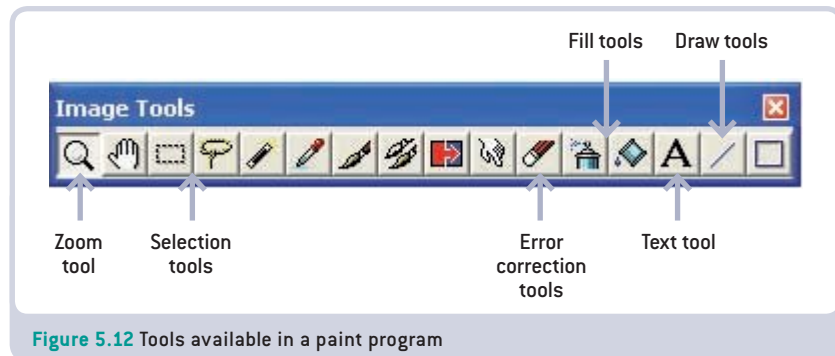 Fill tools
Draw tools
Image Tools
A
Zoom
tool
Selection
tools
Error
correction
tools
Text tool
Figure 5.12 Tools available in a paint program